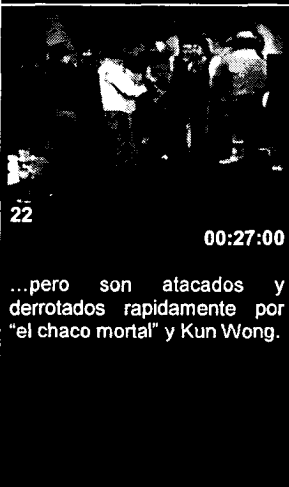 22
00:27:00
...pero son atacados y
derrotados rapidamente por
“el chaco mortal” y Kun Wong.